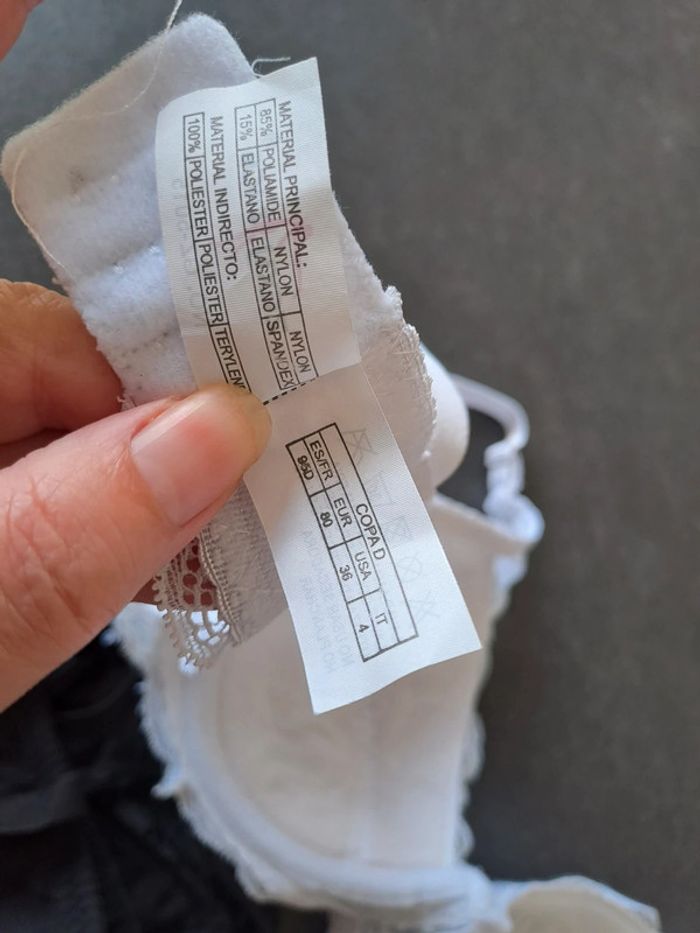 MATERIAL PRINCIPAL:
85% POLIAMIDE NYLON NYLON
15% ELASTANO ELASTANO SPANDEX
MATERIAL INDIRECTO:
100% POLIESTER POLIESTER
COPA D
ES/FR EUR USA IT
95D 80 36 4